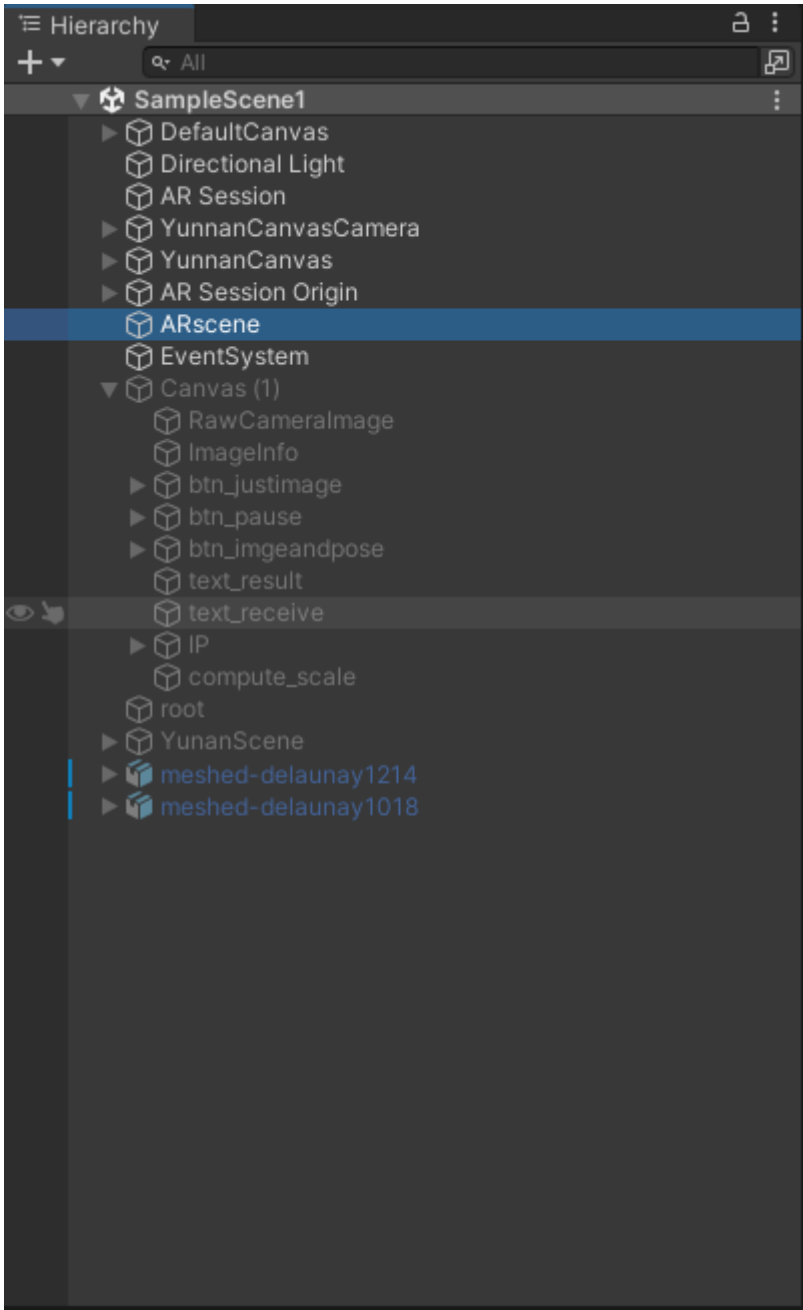 Hierarchy
All
SampleScene1
DefaultCanvas
Directional Light
AR Session
YunnanCanvasCamera
YunnanCanvas
AR Session Origin
ARscene
EventSystem
Canvas (1)
RawCameraImage
ImageInfo
btn_justimage
btn_pause
btn_imgeandpose
text_result
text_receive
IP
compute_scale
root
YunanScene
meshed-delaunay1214
meshed-delaunay1018